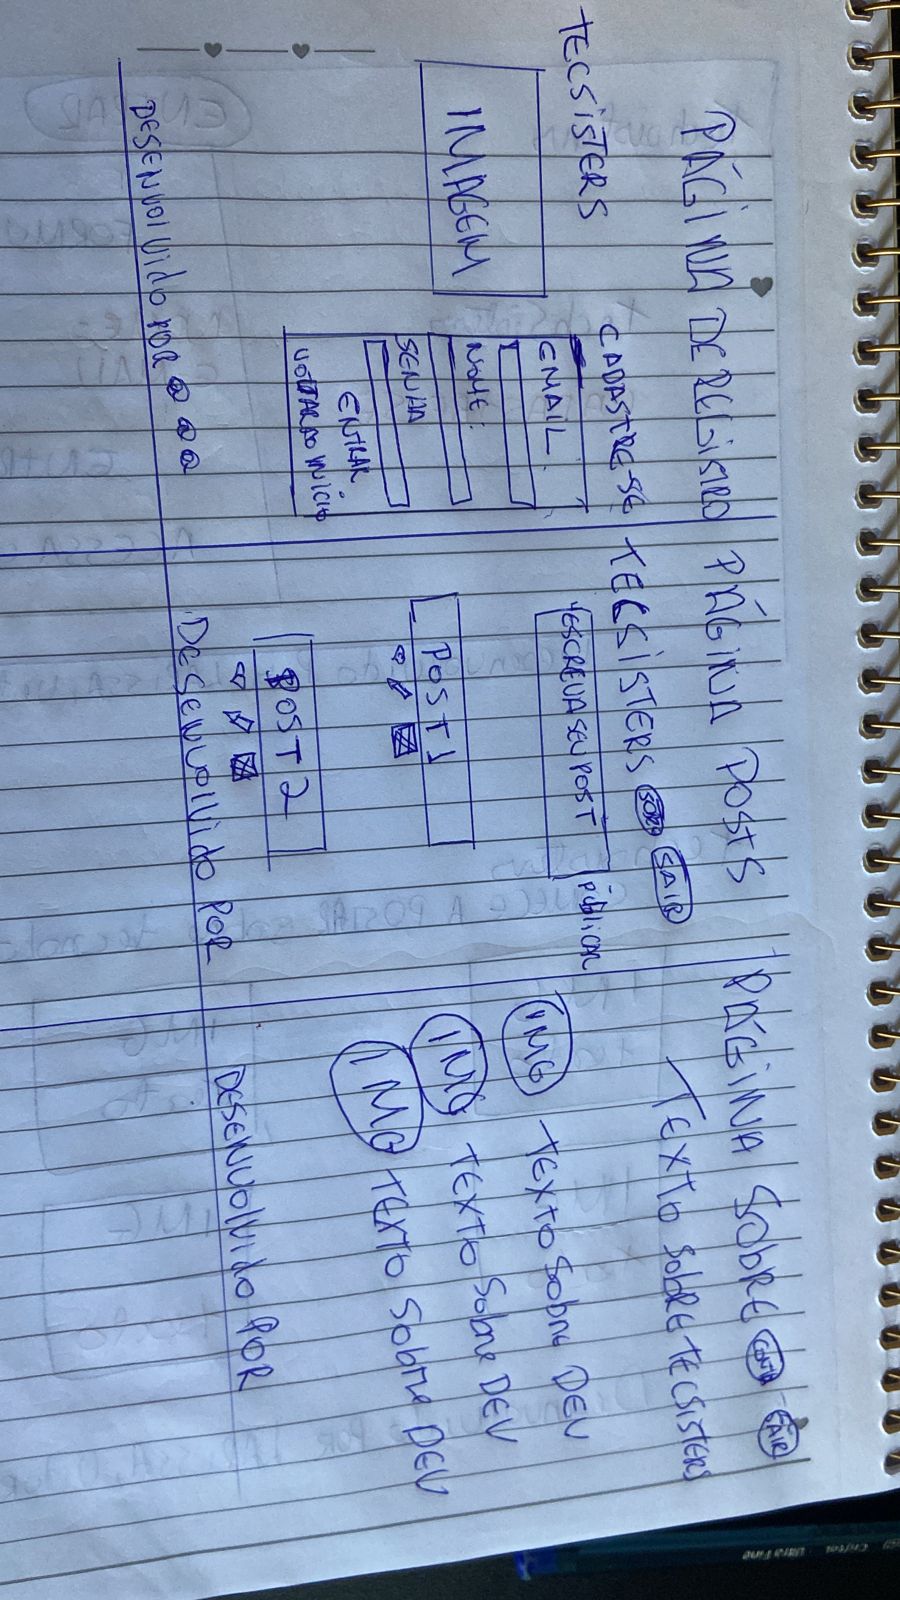 PÁGINA DE REGISTRO
TECSISTERS
IMAGEM
CADASTRE-SE
EMAIL:
NOME:
SENHA
ENTRAR
VOLTAR AO INÍCIO
DESENVOLVIDO POR
PÁGINA POSTS
TECSISTERS SOBRE SAIR
ESCREVA SEU POST PUBLICAR
POST 1
POST 2
DESENVOLVIDO POR
PÁGINA SOBRE SAIR
TEXTO SOBRE TECSISTERS
IMG TEXTO SOBRE DEV
IMG TEXTO SOBRE DEV
IMG TEXTO SOBRE DEV
DESENVOLVIDO POR